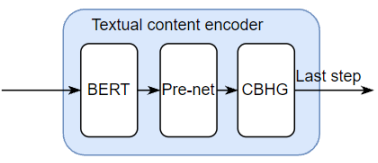 Textual content encoder
BERT
Pre-net
CBHG
Last step